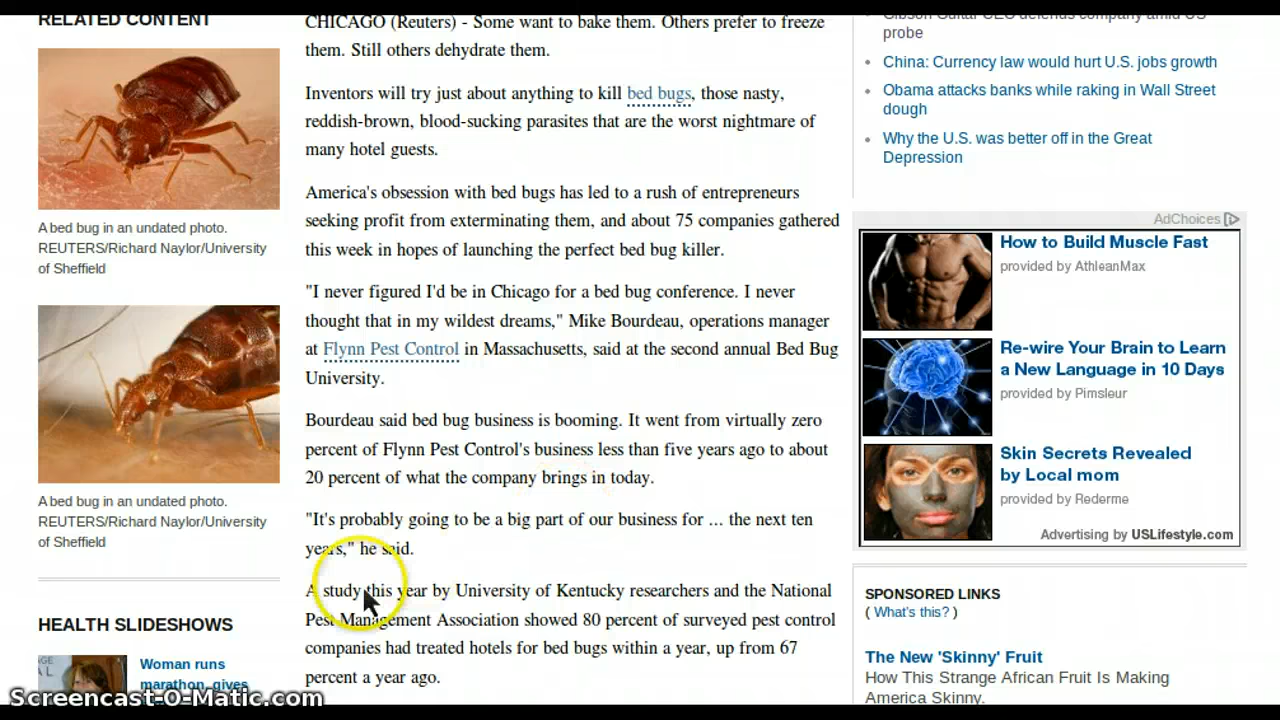 RELATED CONTENT
A bed bug in an undated photo.
REUTERS/Richard Naylor/University
of Sheffield
A bed bug in an undated photo.
REUTERS/Richard Naylor/University
of Sheffield
HEALTH SLIDESHOWS
Woman runs
marathon, gives
CHICAGO (Reuters) - Some want to bake them. Others prefer to freeze
them. Still others dehydrate them.
Inventors will try just about anything to kill bed bugs, those nasty,
reddish-brown, blood-sucking parasites that are the worst nightmare of
many hotel guests.
America's obsession with bed bugs has led to a rush of entrepreneurs
seeking profit from exterminating them, and about 75 companies gathered
this week in hopes of launching the perfect bed bug killer.
"I never figured I'd be in Chicago for a bed bug conference. I never
thought that in my wildest dreams," Mike Bourdeau, operations manager
at Flynn Pest Control in Massachusetts, said at the second annual Bed Bug
University.
Bourdeau said bed bug business is booming. It went from virtually zero
percent of Flynn Pest Control's business less than five years ago to about
20 percent of what the company brings in today.
"It's probably going to be a big part of our business for ... the next ten
years," he said.
A study this year by University of Kentucky researchers and the National
Pest Management Association showed 80 percent of surveyed pest control
companies had treated hotels for bed bugs within a year, up from 67
percent a year ago.
Gibson Guitar CEO defends company amid US
probe
China: Currency law would hurt U.S. jobs growth
Obama attacks banks while raking in Wall Street
dough
Why the U.S. was better off in the Great
Depression
AdChoices
How to Build Muscle Fast
provided by AthleanMax
Re-wire Your Brain to Learn
a New Language in 10 Days
provided by Pimsleur
Skin Secrets Revealed
by Local mom
provided by Rederme
Advertising by USLifestyle.com
SPONSORED LINKS
( What's this? )
The New 'Skinny' Fruit
How This Strange African Fruit Is Making
America Skinny.
Screencast-O-Matic.com